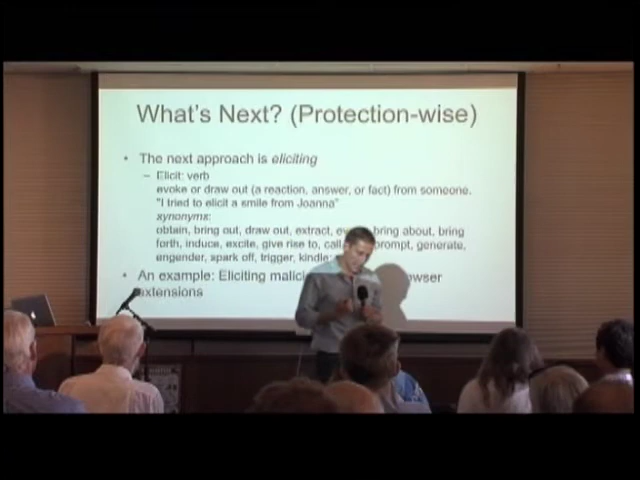 What's Next? (Protection-wise)
• The next approach is eliciting
– Elicit: verb
evoke or draw out (a reaction, answer, or fact) from someone.
"I tried to elicit a smile from Joanna"
synonyms:
obtain, bring out, draw out, extract, bring about, bring
forth, induce, excite, give rise to, prompt, generate,
engender, spark off, trigger, kindle
• An example: Eliciting
extensions